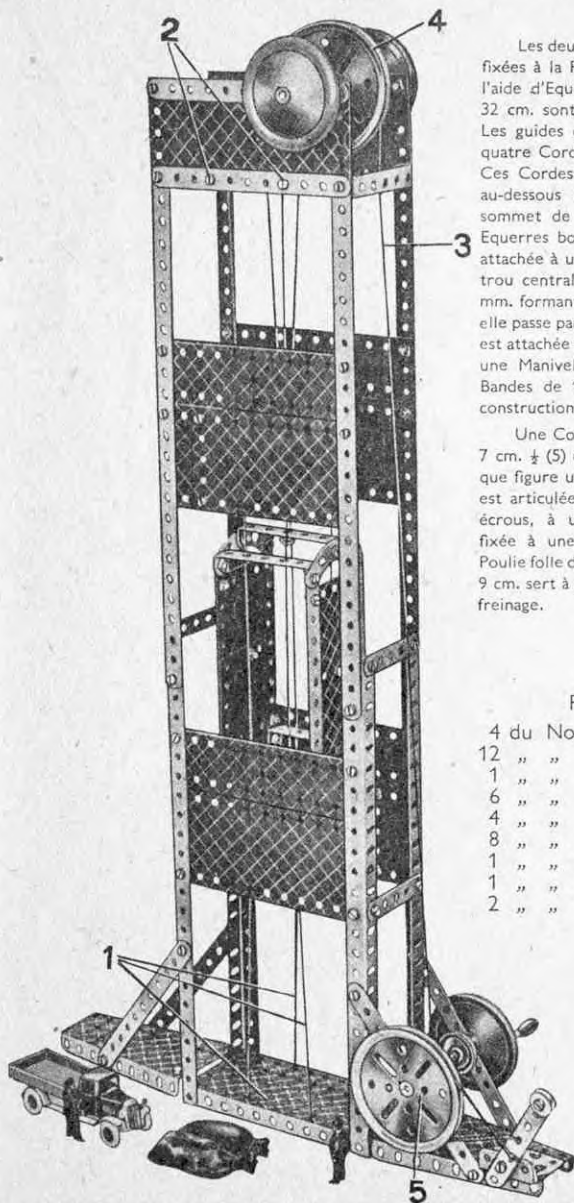 2
4
3
1
5
Les deu
fixées à la
l'aide d'Equ
32 cm. sont
Les guides
quatre Cord
Ces Cordes
au-dessous
sommet de
Equerres bo
attachée à u
trou central
mm. forman
elle passe pa
est attachée
une Manivel
Bandes de
construction
Une Co
7 cm. ½ (5)
que figure u
est articulée
écrous, à u
fixée à une
Poulie folle d
9 cm. sert à
freinage.
4 du No
12 „ „
1 „ „
6 „ „
4 „ „
8 „ „
1 „ „
1 „ „
2 „ „